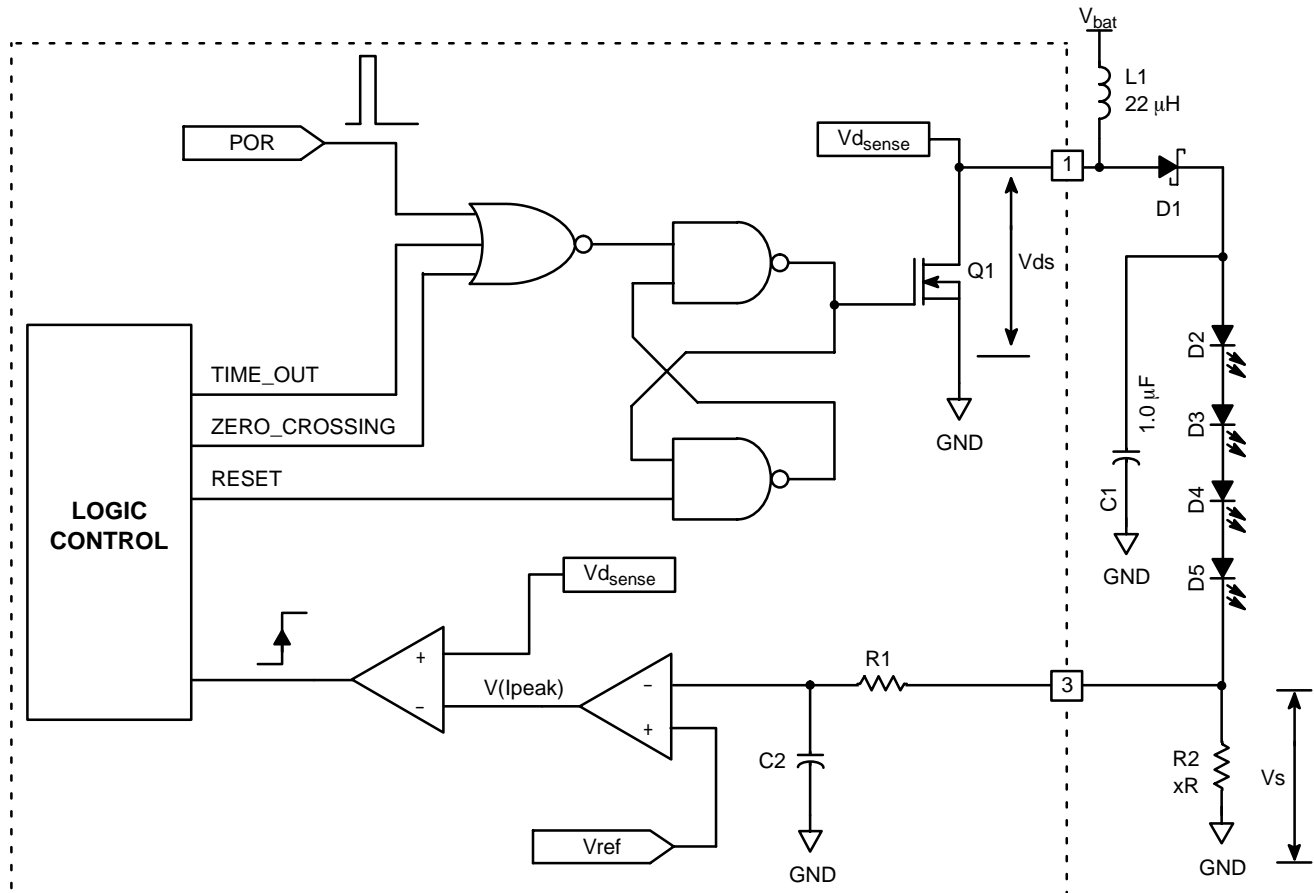 V_bat
L1
22 μH
POR
Vd_sense
1
D1
Q1
Vds
D2
TIME_OUT
ZERO_CROSSING
RESET
GND
1.0 μF
C1
D3
D4
D5
GND
LOGIC
CONTROL
Vd_sense
+
−
V(Ipeak)
−
+
R1
3
C2
R2
xR
Vs
Vref
GND
GND